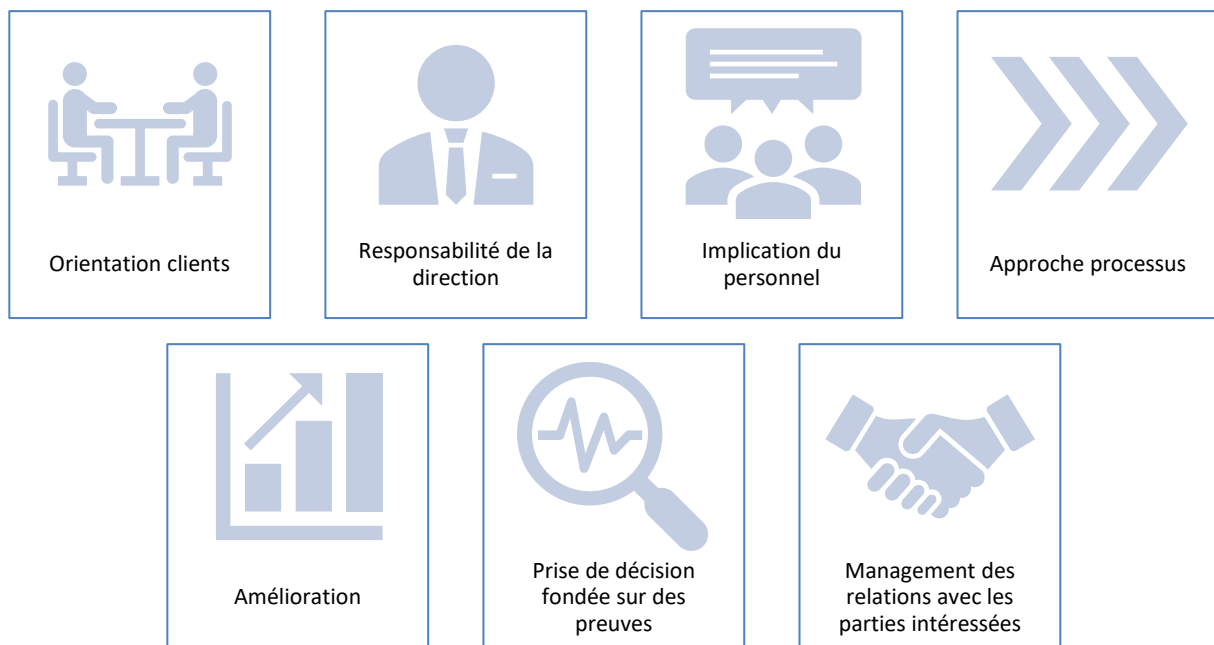 Orientation clients
Responsabilité de la
direction
Implication du
personnel
Approche processus
Amélioration
Prise de décision
fondée sur des
preuves
Management des
relations avec les
parties intéressées